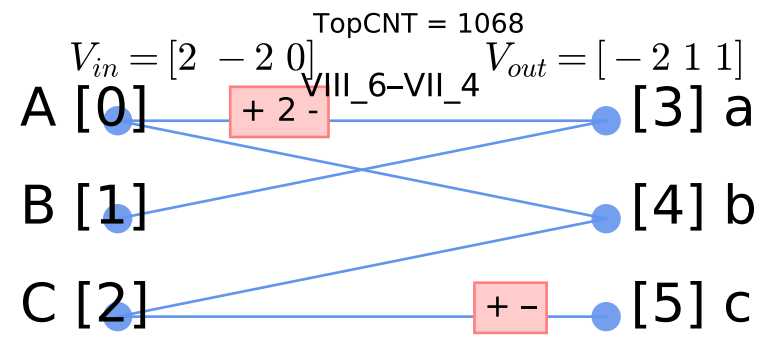 TopCNT = 1068
V_in = [2 −2 0] V_out = [−2 1 1]
VIII_6–VII_4
A [0] + 2 - [3] a
B [1] [4] b
C [2] + – [5] c